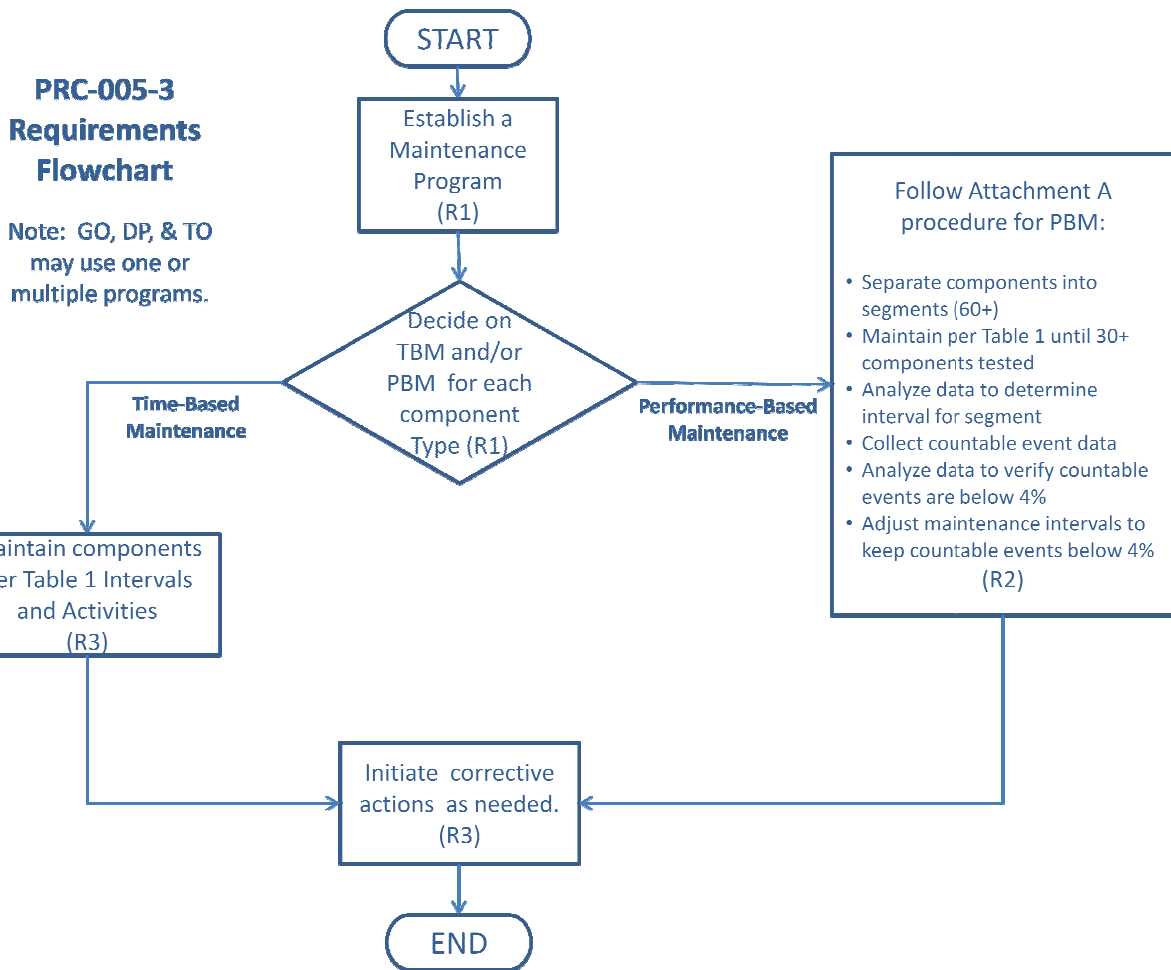 START
PRC-005-3
Requirements
Flowchart
Note: GO, DP, & TO
may use one or
multiple programs.
Establish a
Maintenance
Program
(R1)
Decide on
TBM and/or
PBM for each
component
Type (R1)
Time-Based
Maintenance
Performance-Based
Maintenance
Follow Attachment A
procedure for PBM:
• Separate components into
segments (60+)
• Maintain per Table 1 until 30+
components tested
• Analyze data to determine
interval for segment
• Collect countable event data
• Analyze data to verify countable
events are below 4%
• Adjust maintenance intervals to
keep countable events below 4%
(R2)
aintain components
er Table 1 Intervals
and Activities
(R3)
Initiate corrective
actions as needed.
(R3)
END